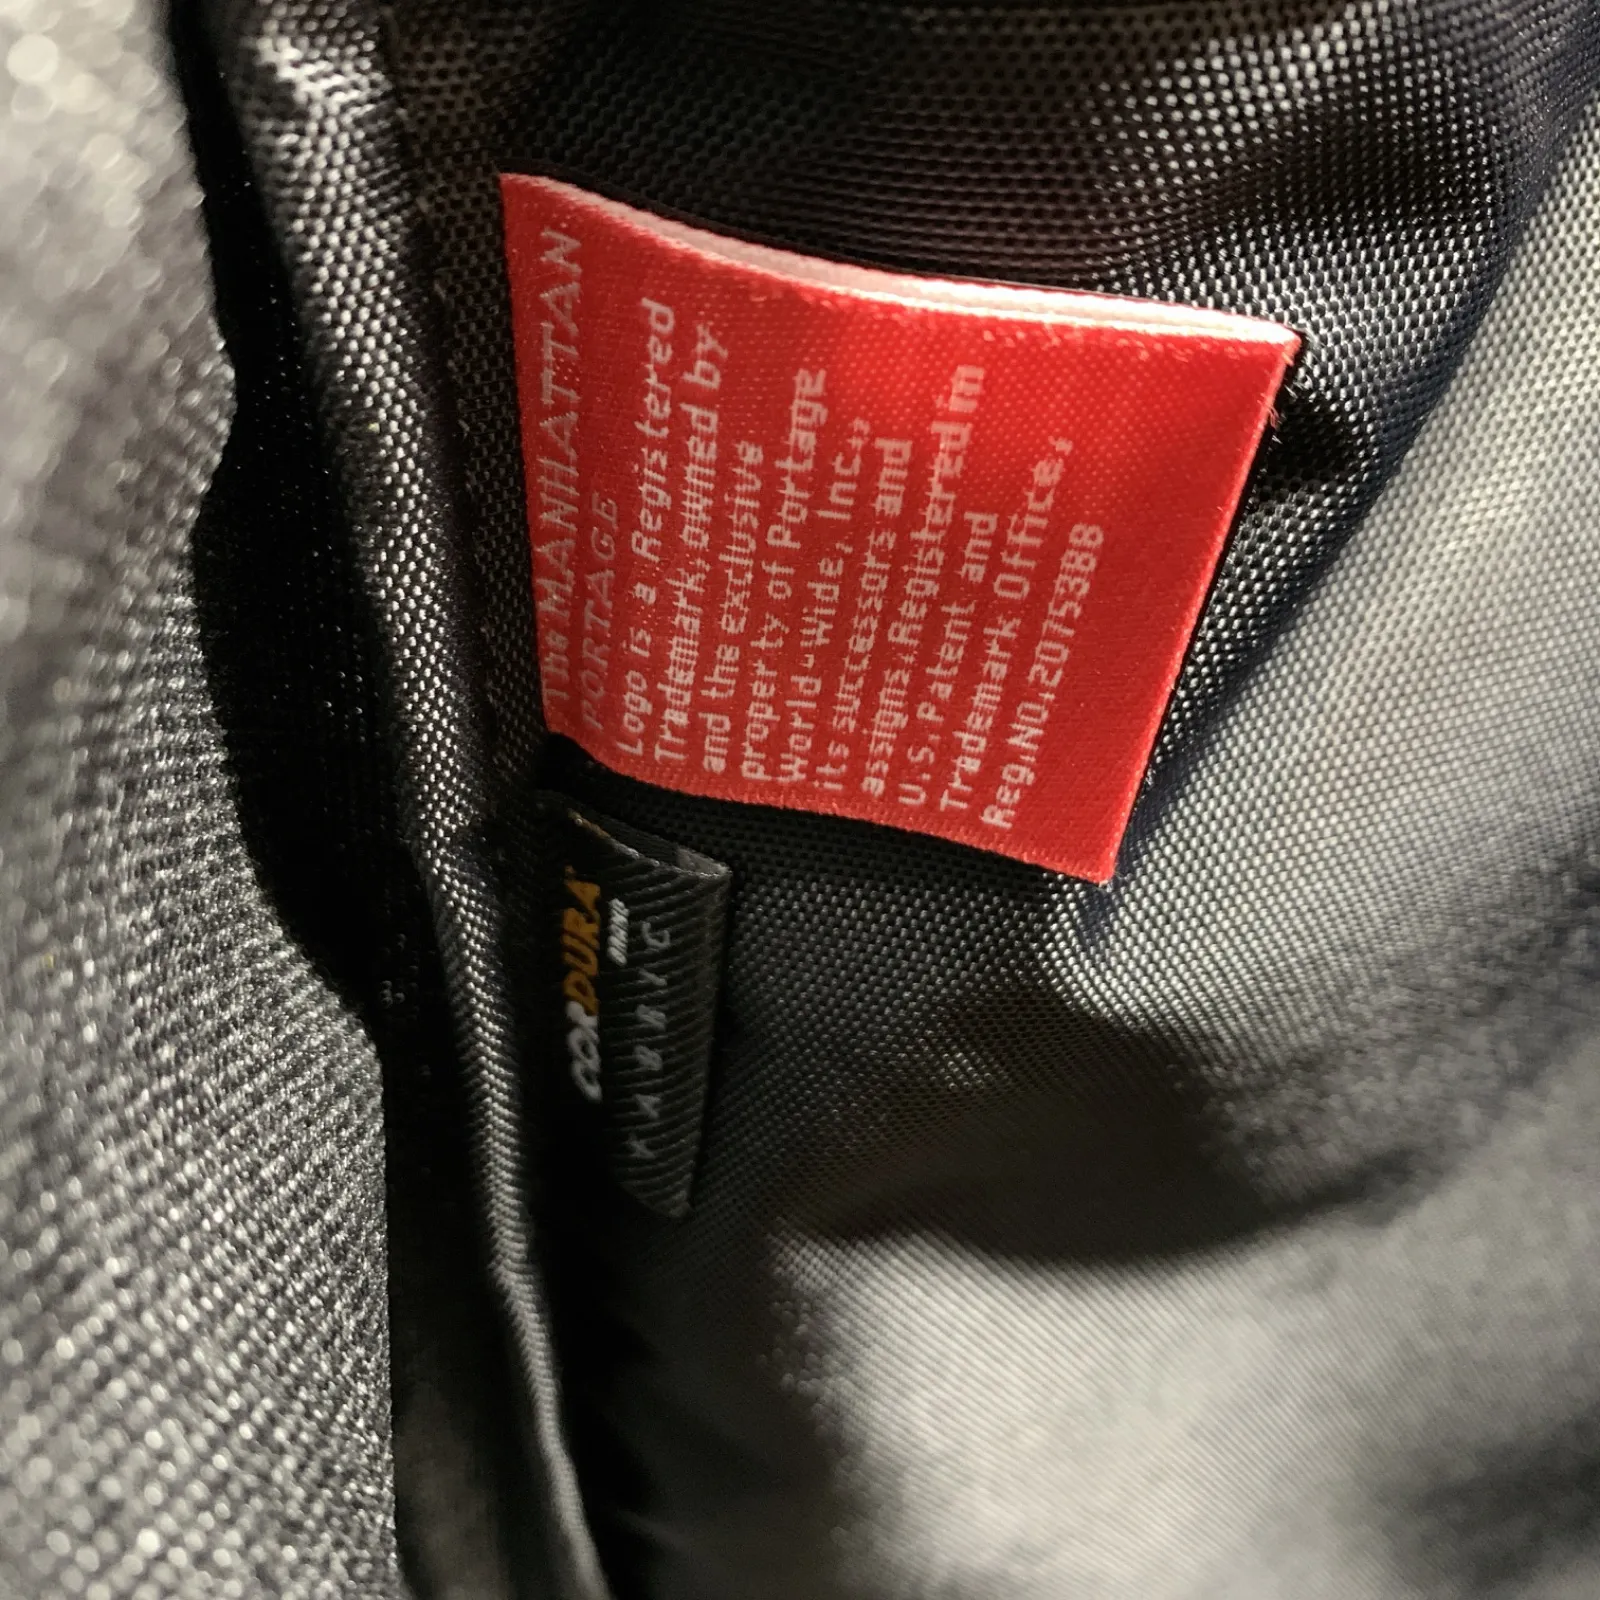 The MANHATTAN
PORTAGE
Logo is a Registered
Trademark, owned by
and the exclusive
property of Portage
World-Wide, Inc.,
its successors and
assigns. Registered in
U.S. Patent and
Trademark Office,
Reg.NO.2075388
CORDURA
BRAND
FABRIC